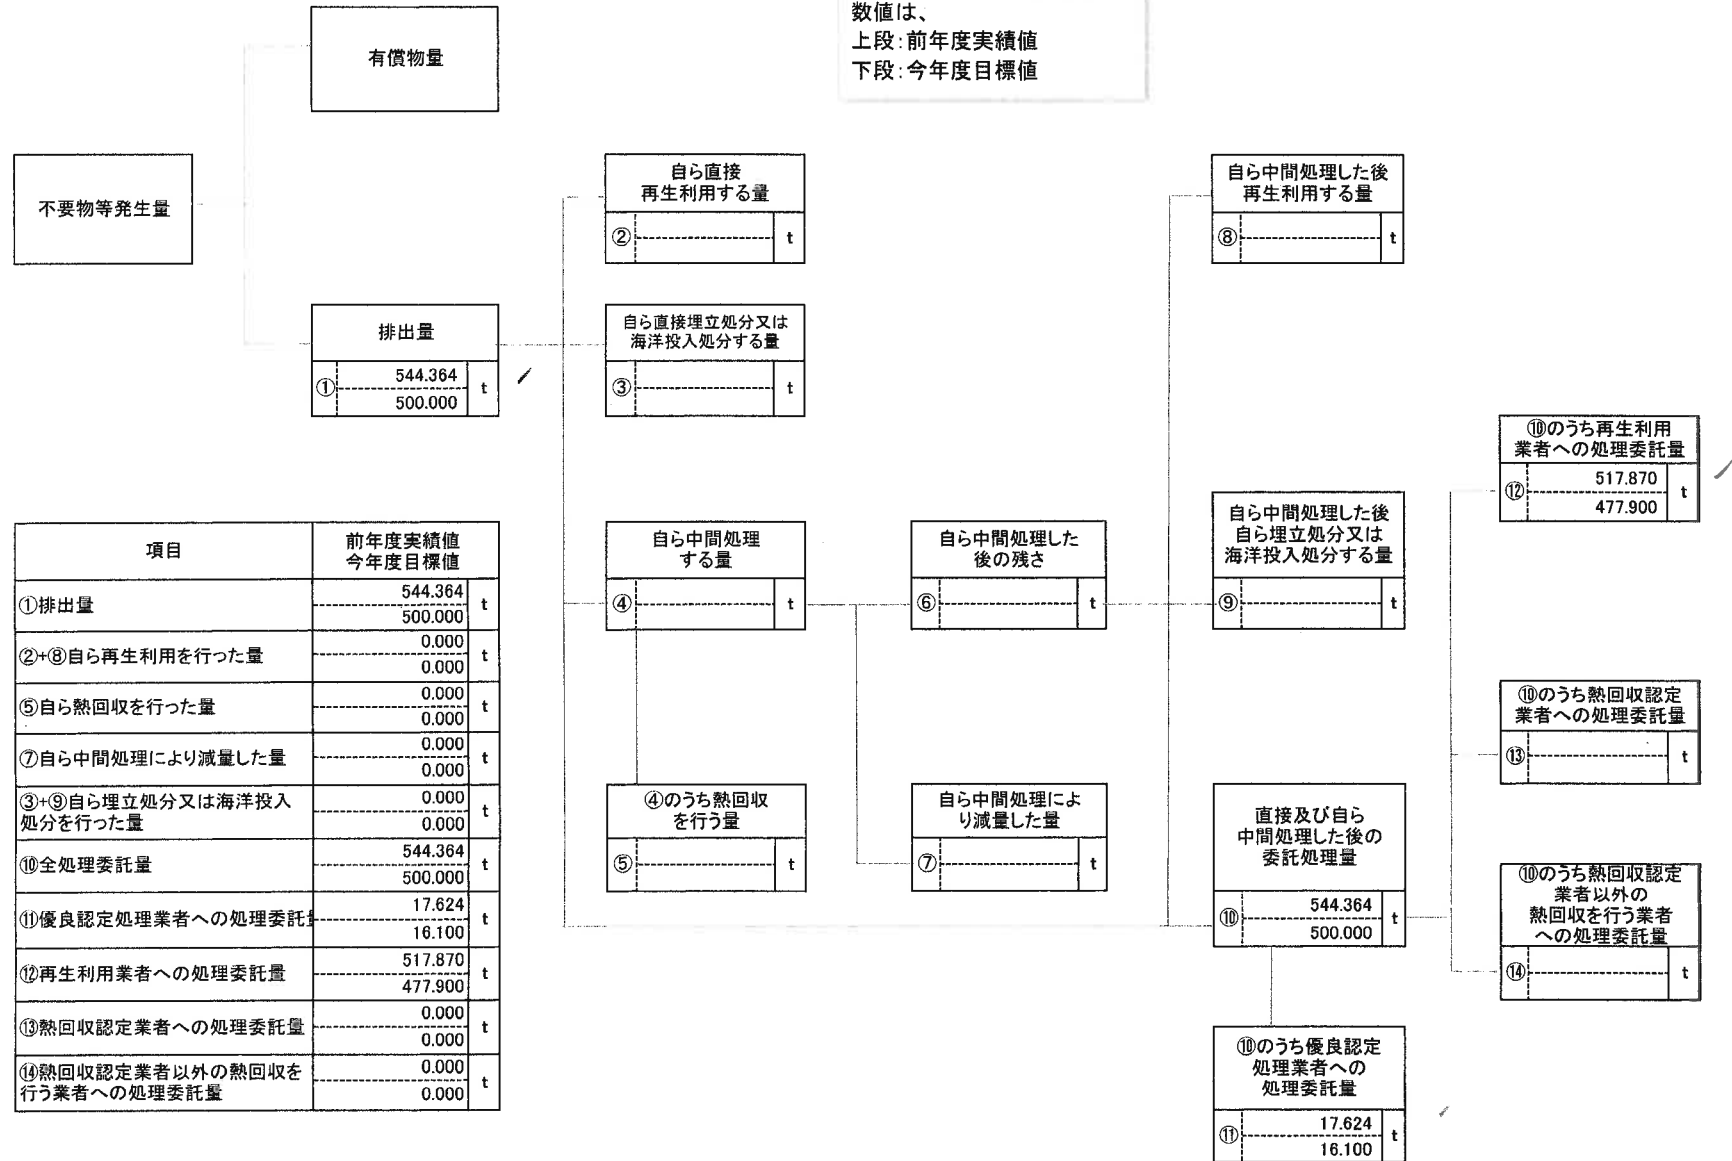 数値は、
上段:前年度実績値
下段:今年度目標値
有償物量
不要物等発生量
排出量
① 544.364 t
500.000
自ら直接
再生利用する量
② t
自ら直接埋立処分又は
海洋投入処分する量
③ t
自ら中間処理
する量
④ t
④のうち熱回収
を行う量
⑤ t
自ら中間処理した
後の残さ
⑥ t
自ら中間処理によ
り減量した量
⑦ t
自ら中間処理した後
再生利用する量
⑧ t
自ら中間処理した後
自ら埋立処分又は
海洋投入処分する量
⑨ t
直接及び自ら
中間処理した後の
委託処理量
⑩ 544.364 t
500.000
⑩のうち優良認定
処理業者への
処理委託量
⑪ 17.624 t
16.100
⑩のうち再生利用
業者への処理委託量
⑫ 517.870 t
477.900
⑩のうち熱回収認定
業者への処理委託量
⑬ t
⑩のうち熱回収認定
業者以外の
熱回収を行う業者
への処理委託量
⑭ t
項目 前年度実績値
今年度目標値
①排出量 544.364 t
500.000
②+⑧自ら再生利用を行った量 0.000 t
0.000
⑤自ら熱回収を行った量 0.000 t
0.000
⑦自ら中間処理により減量した量 0.000 t
0.000
③+⑨自ら埋立処分又は海洋投入
処分を行った量 0.000 t
0.000
⑩全処理委託量 544.364 t
500.000
⑪優良認定処理業者への処理委託量 17.624 t
16.100
⑫再生利用業者への処理委託量 517.870 t
477.900
⑬熱回収認定業者への処理委託量 0.000 t
0.000
⑭熱回収認定業者以外の熱回収を
行う業者への処理委託量 0.000 t
0.000